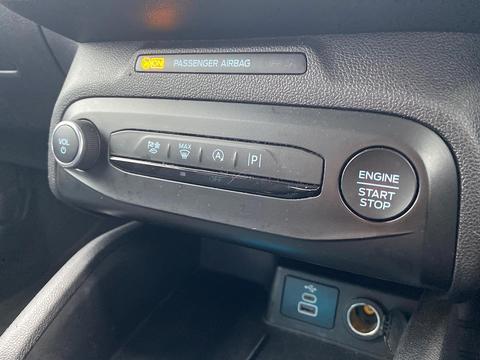 ON PASSENGER AIRBAG
VOL
MAX
A
P
ENGINE
START
STOP